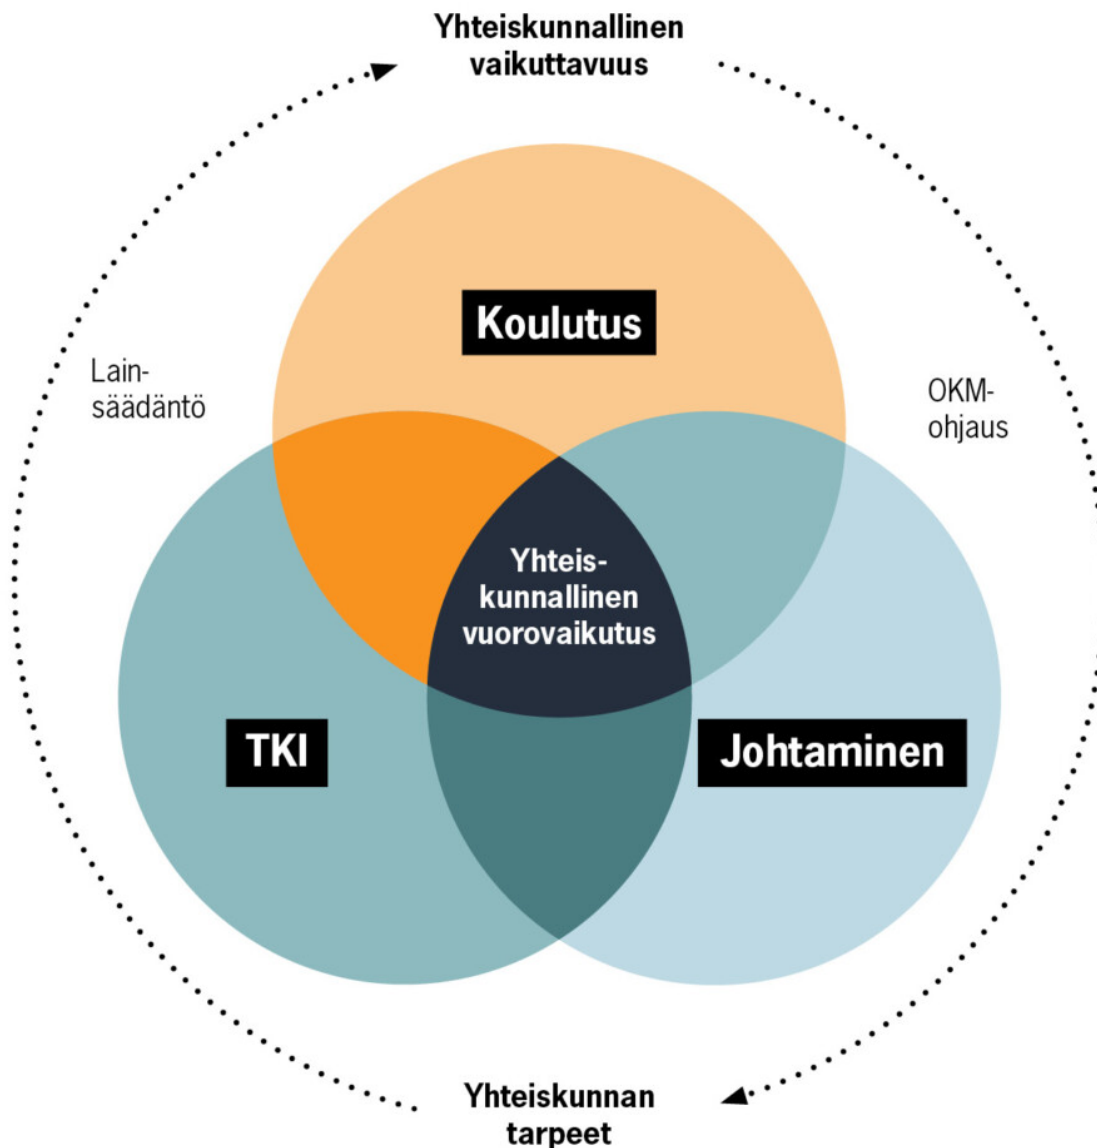 Yhteiskunnallinen
vaikuttavuus
Koulutus
Lain-
säädäntö
OKM-
ohjaus
Yhteis-
kunnallinen
vuorovaikutus
TKI
Johtaminen
Yhteiskunnan
tarpeet